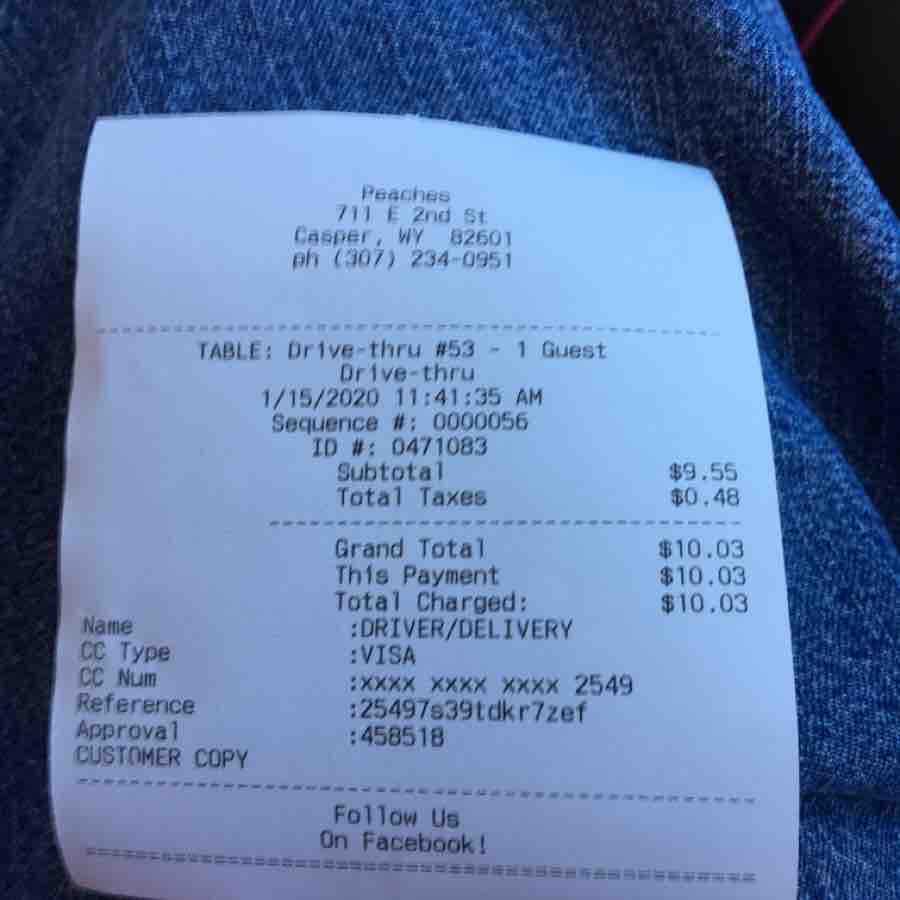 Peaches
711 E 2nd St
Casper, WY 82601
ph (307) 234-0951
TABLE: Drive-thru #53 - 1 Guest
Drive-thru
1/15/2020 11:41:35 AM
Sequence #: 0000056
ID #: 0471083
Subtotal $9.55
Total Taxes $0.48
Grand Total $10.03
This Payment $10.03
Total Charged: $10.03
Name :DRIVER/DELIVERY
CC Type :VISA
CC Num :xxxx xxxx xxxx 2549
Reference :25497s39tdkr7zef
Approval :458518
CUSTOMER COPY
Follow Us
On Facebook!